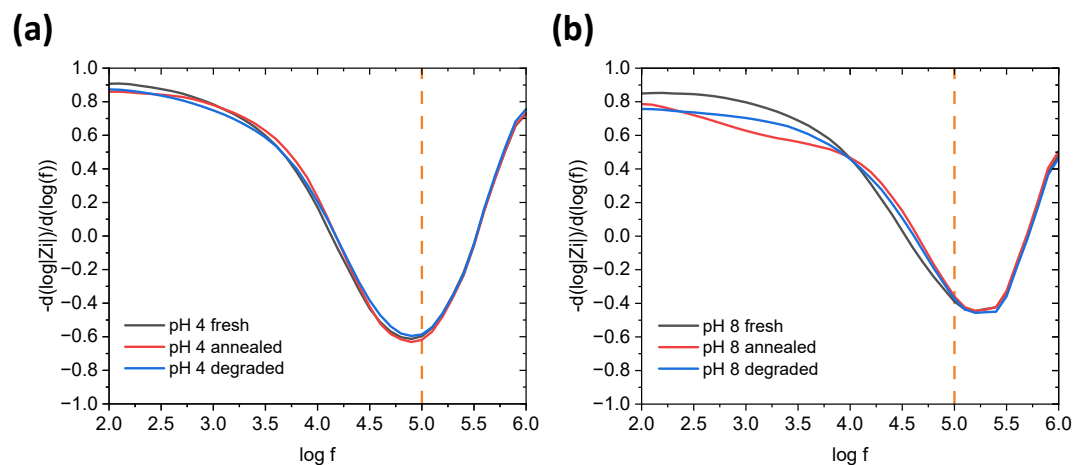 (a)
-d(log|Zi|)/d(log(f))
1.0
0.8
0.6
0.4
0.2
0.0
−0.2
−0.4
−0.6
−0.8
−1.0
pH 4 fresh
pH 4 annealed
pH 4 degraded
2.0 2.5 3.0 3.5 4.0 4.5 5.0 5.5 6.0
log f
(b)
-d(log|Zi|)/d(log(f))
1.0
0.8
0.6
0.4
0.2
0.0
−0.2
−0.4
−0.6
−0.8
−1.0
pH 8 fresh
pH 8 annealed
pH 8 degraded
2.0 2.5 3.0 3.5 4.0 4.5 5.0 5.5 6.0
log f